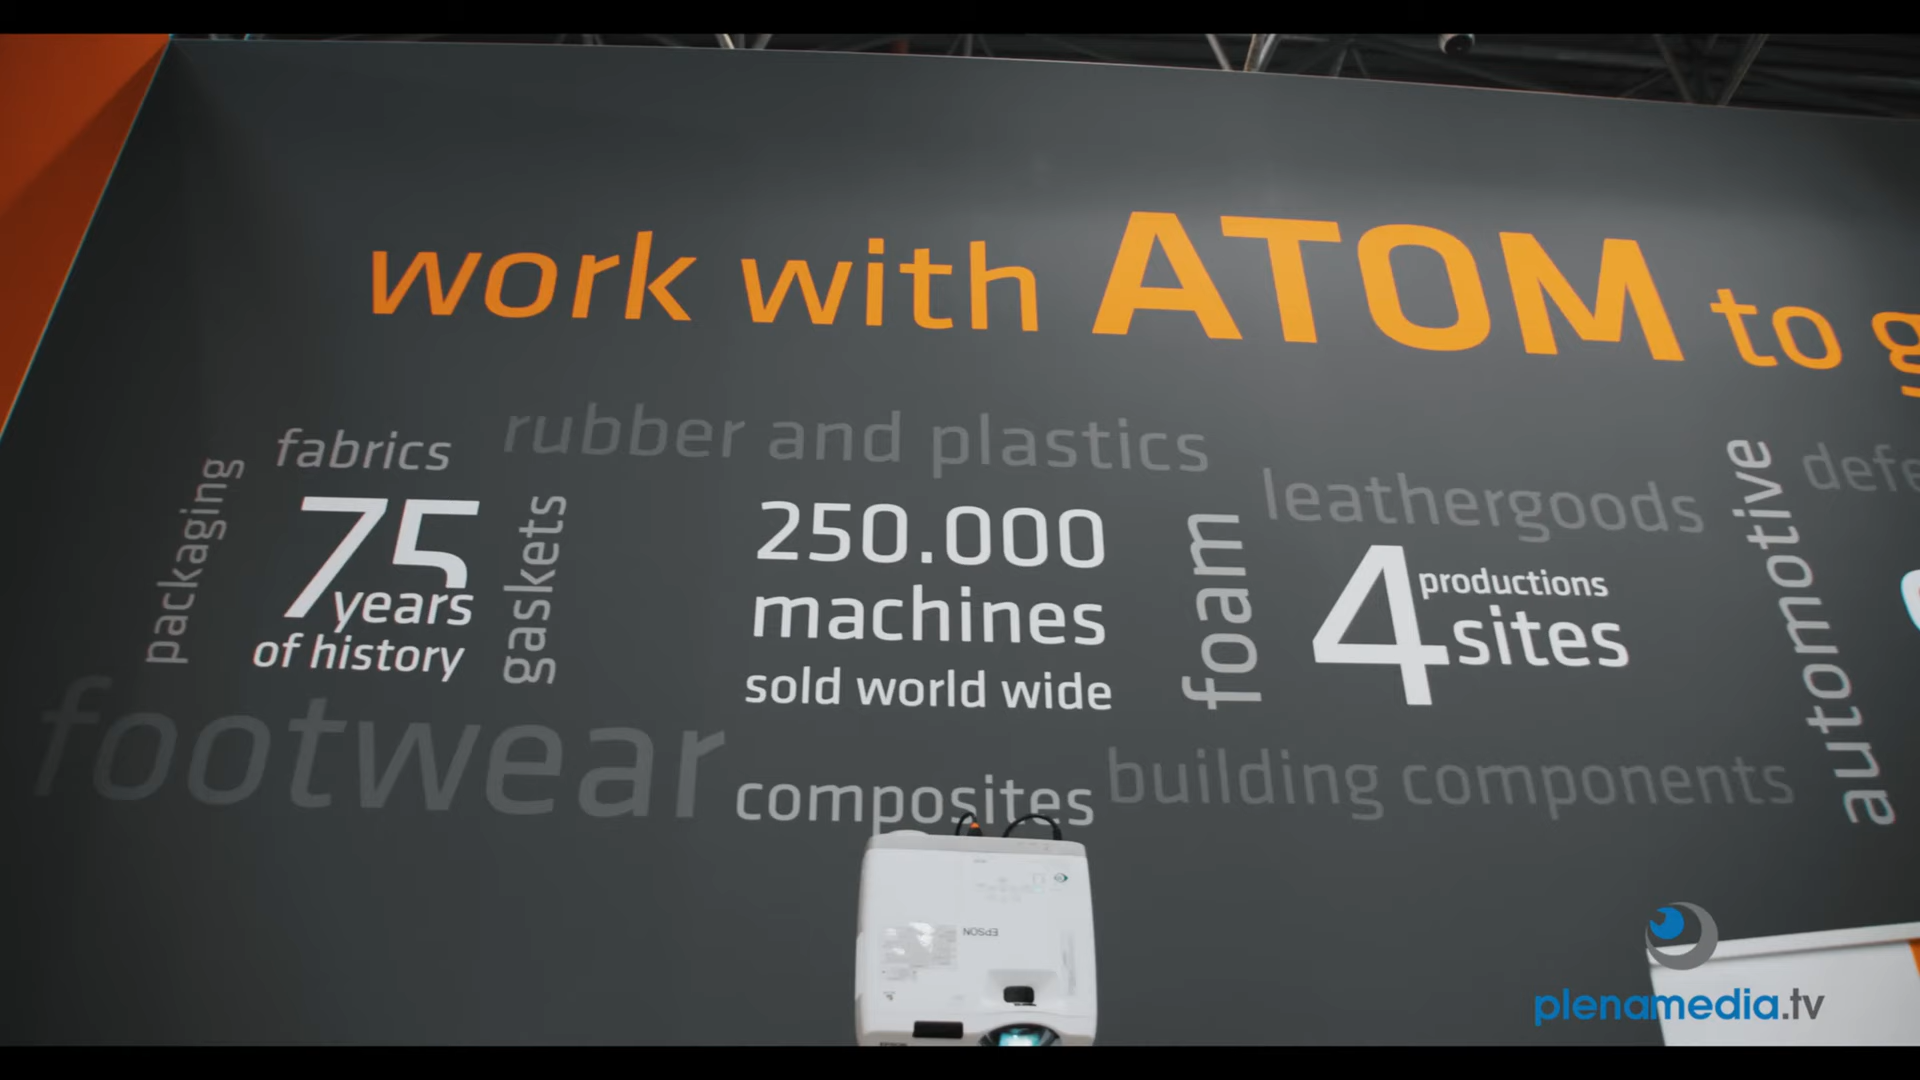 work with ATOM to g
fabrics
rubber and plastics
packaging
75
years
of history
gaskets
250.000
machines
sold world wide
foam
leathergoods
4 productions
sites
automotive
defe
footwear
composites
building components
EPSON
plenamedia.tv